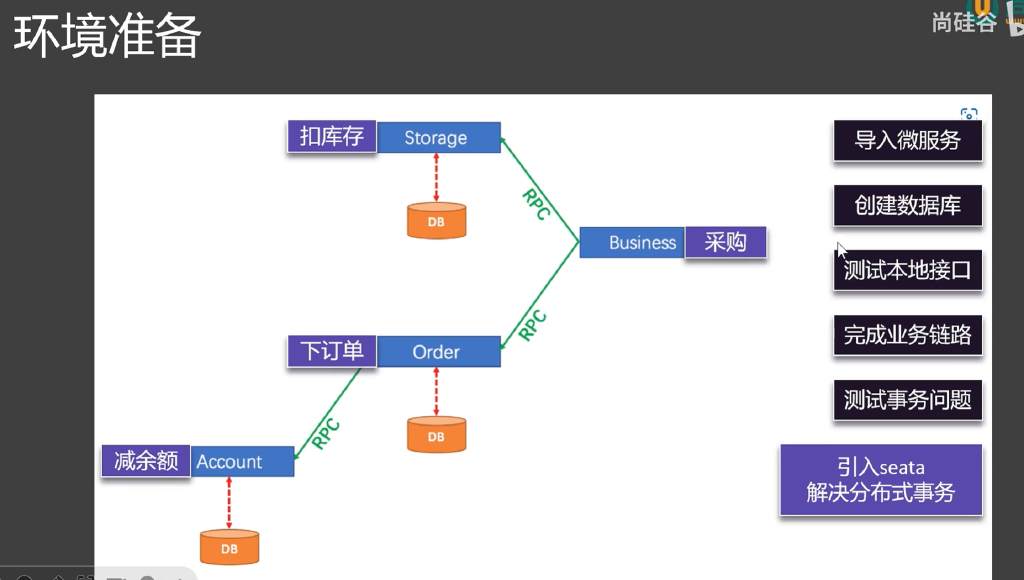 环境准备
尚硅谷
扣库存
Storage
DB
RPC
Business
采购
RPC
下订单
Order
DB
RPC
减余额
Account
DB
导入微服务
创建数据库
测试本地接口
完成业务链路
测试事务问题
引入seata
解决分布式事务